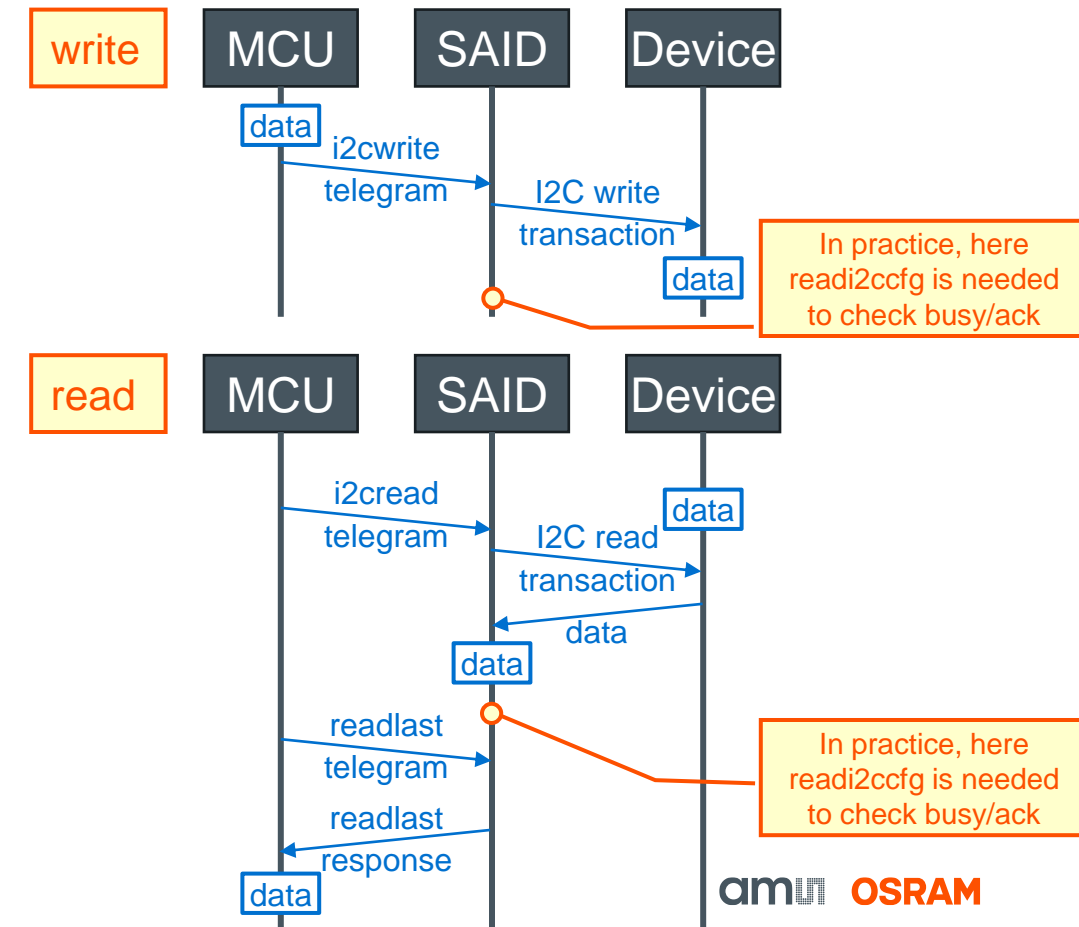 write
MCU
SAID
Device
data
i2cwrite
telegram
I2C write
transaction
data
In practice, here
readi2ccfg is needed
to check busy/ack
read
MCU
SAID
Device
data
i2cread
telegram
I2C read
transaction
data
data
readlast
telegram
In practice, here
readi2ccfg is needed
to check busy/ack
readlast
response
data
amu OSRAM